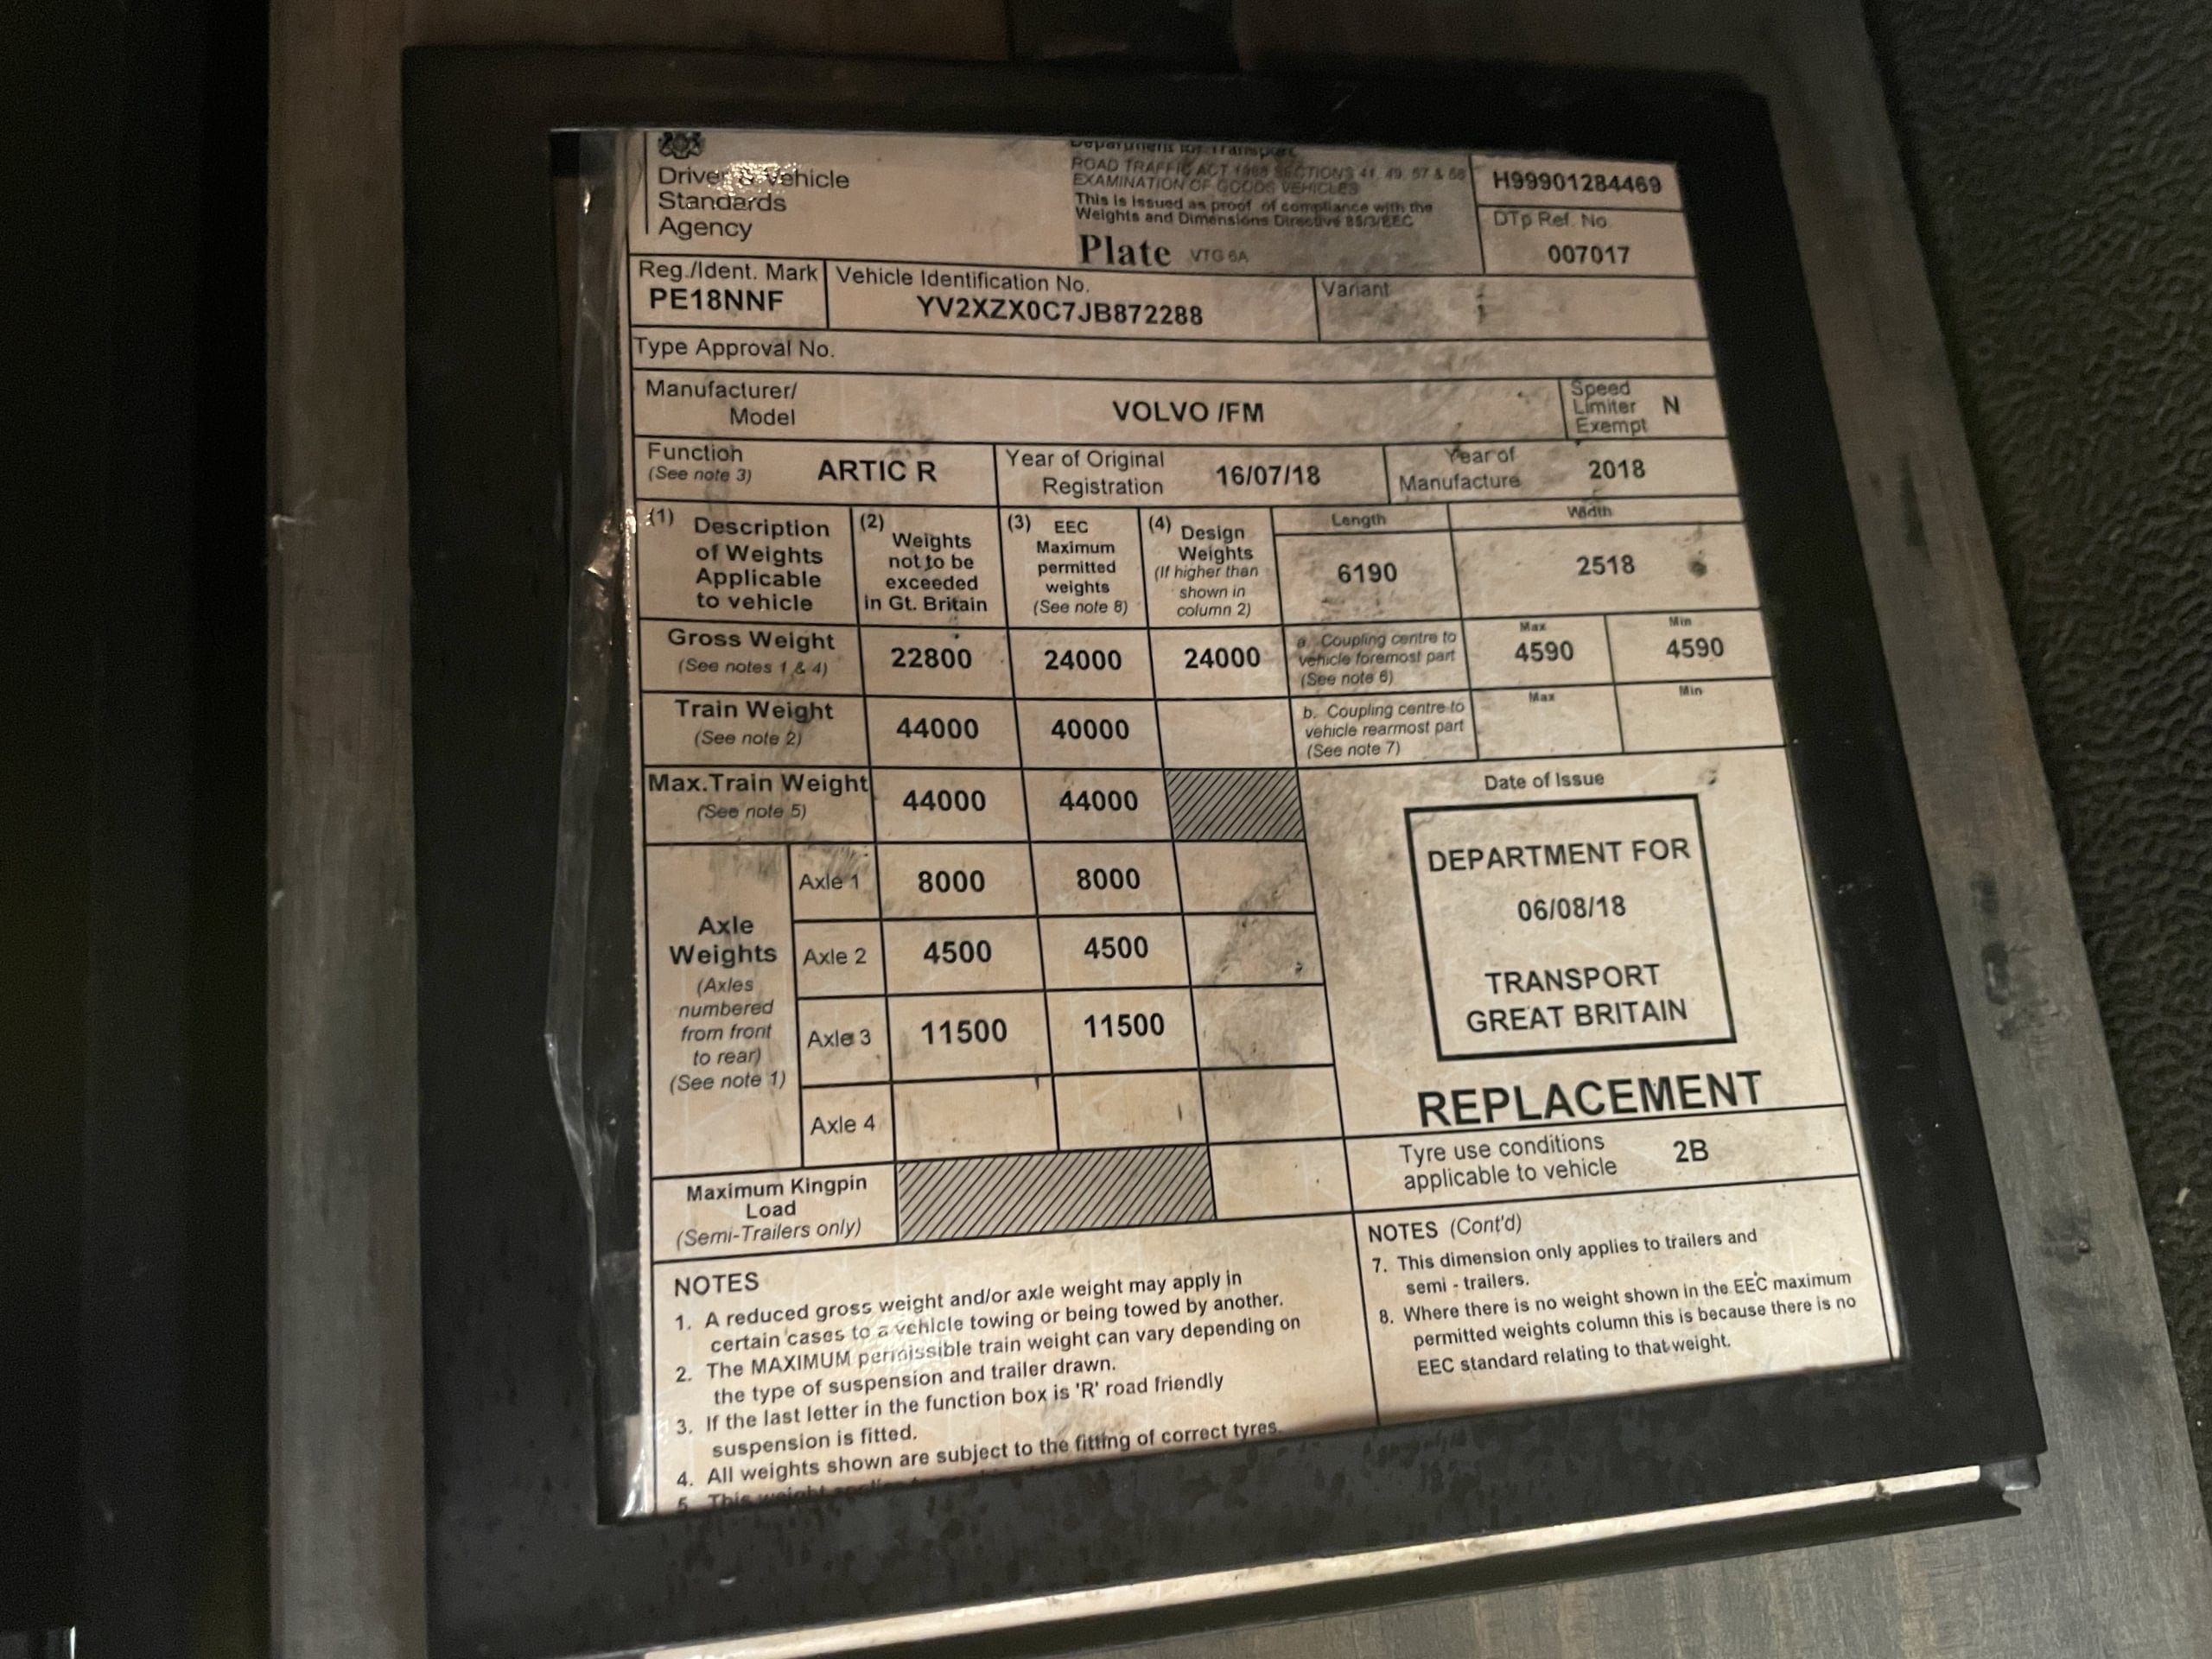 Driver & Vehicle
Standards
Agency
Department for Transport
ROAD TRAFFIC ACT 1988 SECTIONS 41, 49, 57 & 58
EXAMINATION OF GOODS VEHICLES
This is issued as proof of compliance with the
Weights and Dimensions Directive 85/3/EEC
Plate VTG 6A
H99901284469
DTp Ref. No.
007017
Reg./Ident. Mark
PE18NNF
Vehicle Identification No.
YV2XZX0C7JB872288
Variant
Type Approval No.
Manufacturer/
Model
VOLVO /FM
Speed
Limiter N
Exempt
Function
(See note 3)
ARTIC R
Year of Original
Registration
16/07/18
Year of
Manufacture
2018
(1) Description
of Weights
Applicable
to vehicle
(2) Weights
not to be
exceeded
in Gt. Britain
(3) EEC
Maximum
permitted
weights
(See note 8)
(4) Design
Weights
(If higher than
shown in
column 2)
Length
6190
Width
2518
Gross Weight
(See notes 1 & 4)
22800
24000
24000
a. Coupling centre to
vehicle foremost part
(See note 6)
Max
4590
Min
4590
Train Weight
(See note 2)
44000
40000
b. Coupling centre to
vehicle rearmost part
(See note 7)
Max
Min
Max.Train Weight
(See note 5)
44000
44000
Axle
Weights
(Axles
numbered
from front
to rear)
(See note 1)
Axle 1
8000
8000
Axle 2
4500
4500
Axle 3
11500
11500
Axle 4
Maximum Kingpin
Load
(Semi-Trailers only)
Date of Issue
DEPARTMENT FOR
06/08/18
TRANSPORT
GREAT BRITAIN
REPLACEMENT
Tyre use conditions
applicable to vehicle
2B
NOTES
1. A reduced gross weight and/or axle weight may apply in
certain cases to a vehicle towing or being towed by another.
2. The MAXIMUM permissible train weight can vary depending on
the type of suspension and trailer drawn.
3. If the last letter in the function box is 'R' road friendly
suspension is fitted.
4. All weights shown are subject to the fitting of correct tyres.
5. This weight
NOTES (Cont'd)
7. This dimension only applies to trailers and
semi - trailers.
8. Where there is no weight shown in the EEC maximum
permitted weights column this is because there is no
EEC standard relating to that weight.